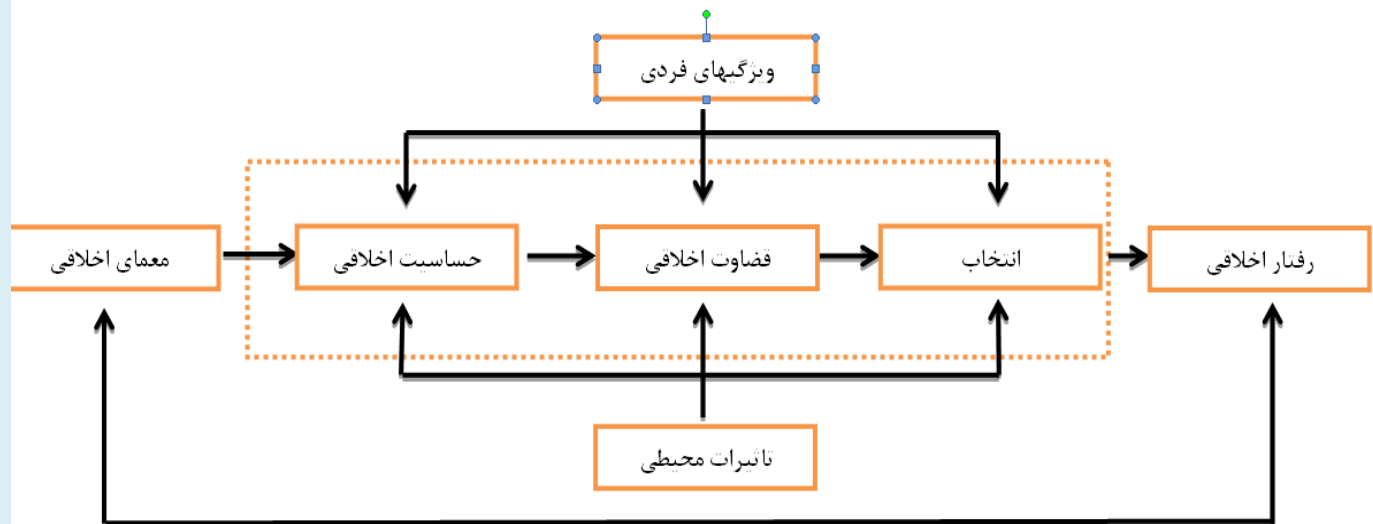 ویژگیهای فردی
معمای اخلاقی
حساسیت اخلاقی
قضاوت اخلاقی
انتخاب
رفتار اخلاقی
تاثیرات محیطی